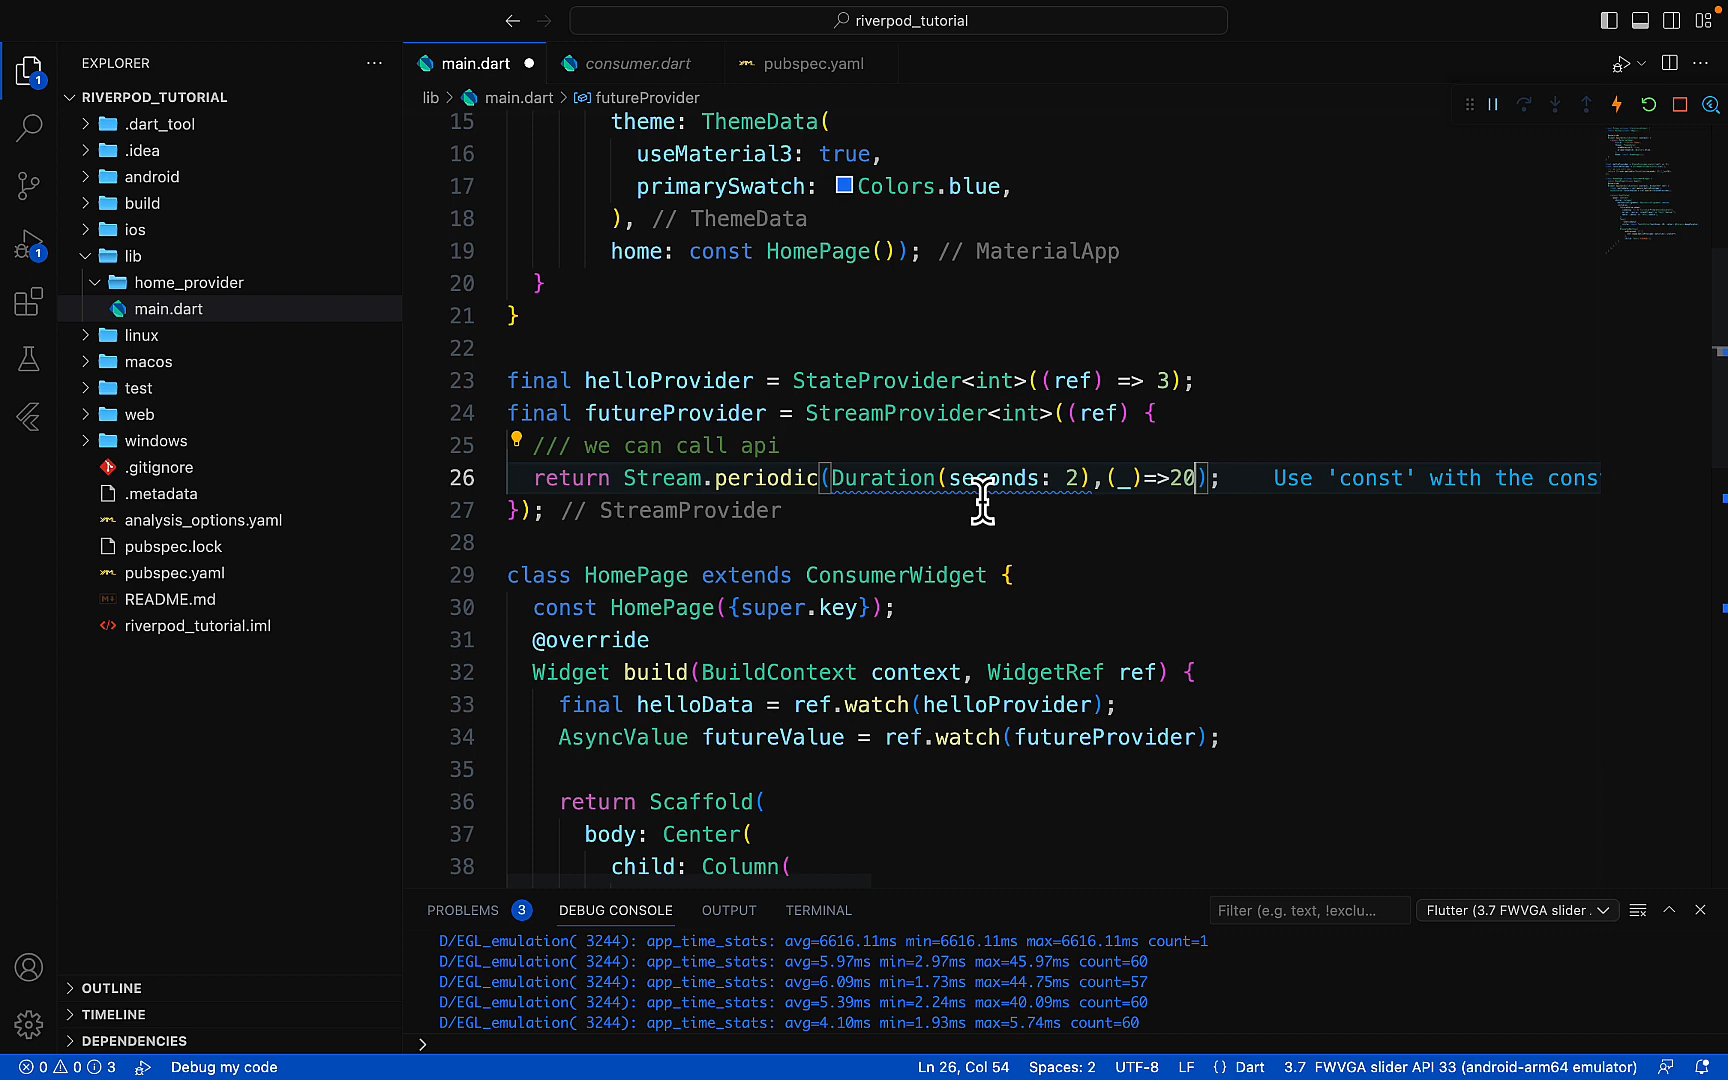 riverpod_tutorial
EXPLORER
RIVERPOD_TUTORIAL
.dart_tool
.idea
android
build
ios
lib
home_provider
main.dart
linux
macos
test
web
windows
.gitignore
.metadata
analysis_options.yaml
pubspec.lock
pubspec.yaml
README.md
riverpod_tutorial.iml
OUTLINE
TIMELINE
DEPENDENCIES
1
1
main.dart
consumer.dart
pubspec.yaml
lib > main.dart > futureProvider
15 theme: ThemeData(
16 useMaterial3: true,
17 primarySwatch: Colors.blue,
18 ), // ThemeData
19 home: const HomePage()); // MaterialApp
20 }
21 }
22
23 final helloProvider = StateProvider<int>((ref) => 3);
24 final futureProvider = StreamProvider<int>((ref) {
25 /// we can call api
26 return Stream.periodic(Duration(seconds: 2),(_)=>20); Use 'const' with the cons
27 }); // StreamProvider
28
29 class HomePage extends ConsumerWidget {
30 const HomePage({super.key});
31 @override
32 Widget build(BuildContext context, WidgetRef ref) {
33 final helloData = ref.watch(helloProvider);
34 AsyncValue futureValue = ref.watch(futureProvider);
35
36 return Scaffold(
37 body: Center(
38 child: Column(
PROBLEMS 3 DEBUG CONSOLE OUTPUT TERMINAL
Filter (e.g. text, !exclu...
Flutter (3.7 FWVGA slider .
D/EGL_emulation( 3244): app_time_stats: avg=6616.11ms min=6616.11ms max=6616.11ms count=1
D/EGL_emulation( 3244): app_time_stats: avg=5.97ms min=2.97ms max=45.97ms count=60
D/EGL_emulation( 3244): app_time_stats: avg=6.09ms min=1.73ms max=44.75ms count=57
D/EGL_emulation( 3244): app_time_stats: avg=5.39ms min=2.24ms max=40.09ms count=60
D/EGL_emulation( 3244): app_time_stats: avg=4.10ms min=1.93ms max=5.74ms count=60
>
0 0 3 Debug my code
Ln 26, Col 54 Spaces: 2 UTF-8 LF {} Dart 3.7 FWVGA slider API 33 (android-arm64 emulator)